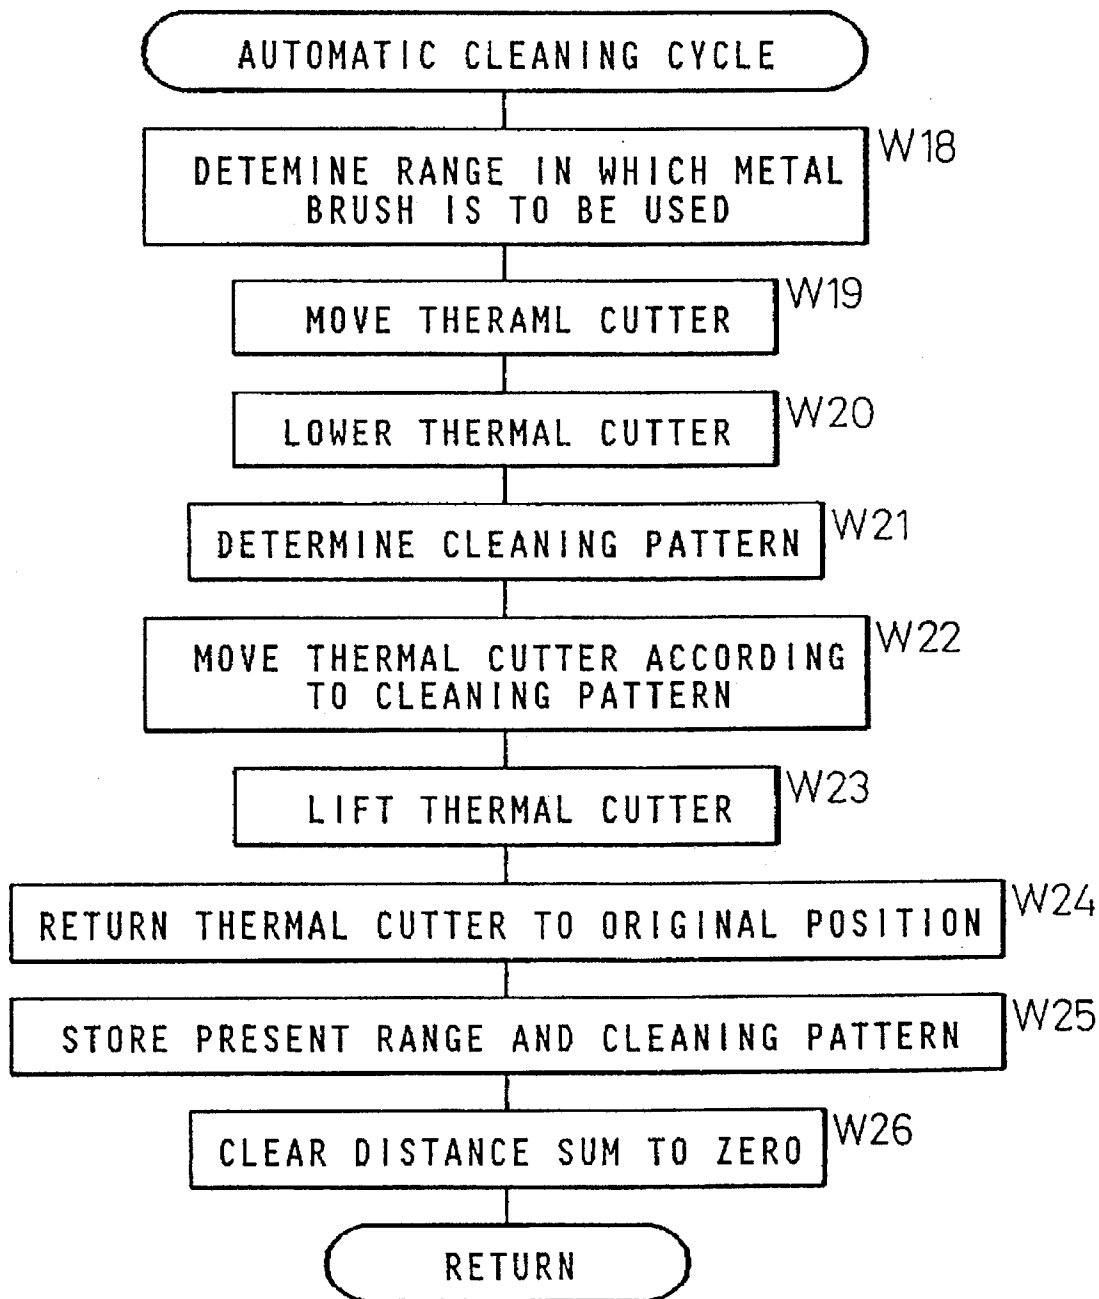 AUTOMATIC CLEANING CYCLE
W18
DETEMINE RANGE IN WHICH METAL
BRUSH IS TO BE USED
W19
MOVE THERAML CUTTER
W20
LOWER THERMAL CUTTER
W21
DETERMINE CLEANING PATTERN
W22
MOVE THERMAL CUTTER ACCORDING
TO CLEANING PATTERN
W23
LIFT THERMAL CUTTER
W24
RETURN THERMAL CUTTER TO ORIGINAL POSITION
W25
STORE PRESENT RANGE AND CLEANING PATTERN
W26
CLEAR DISTANCE SUM TO ZERO
RETURN